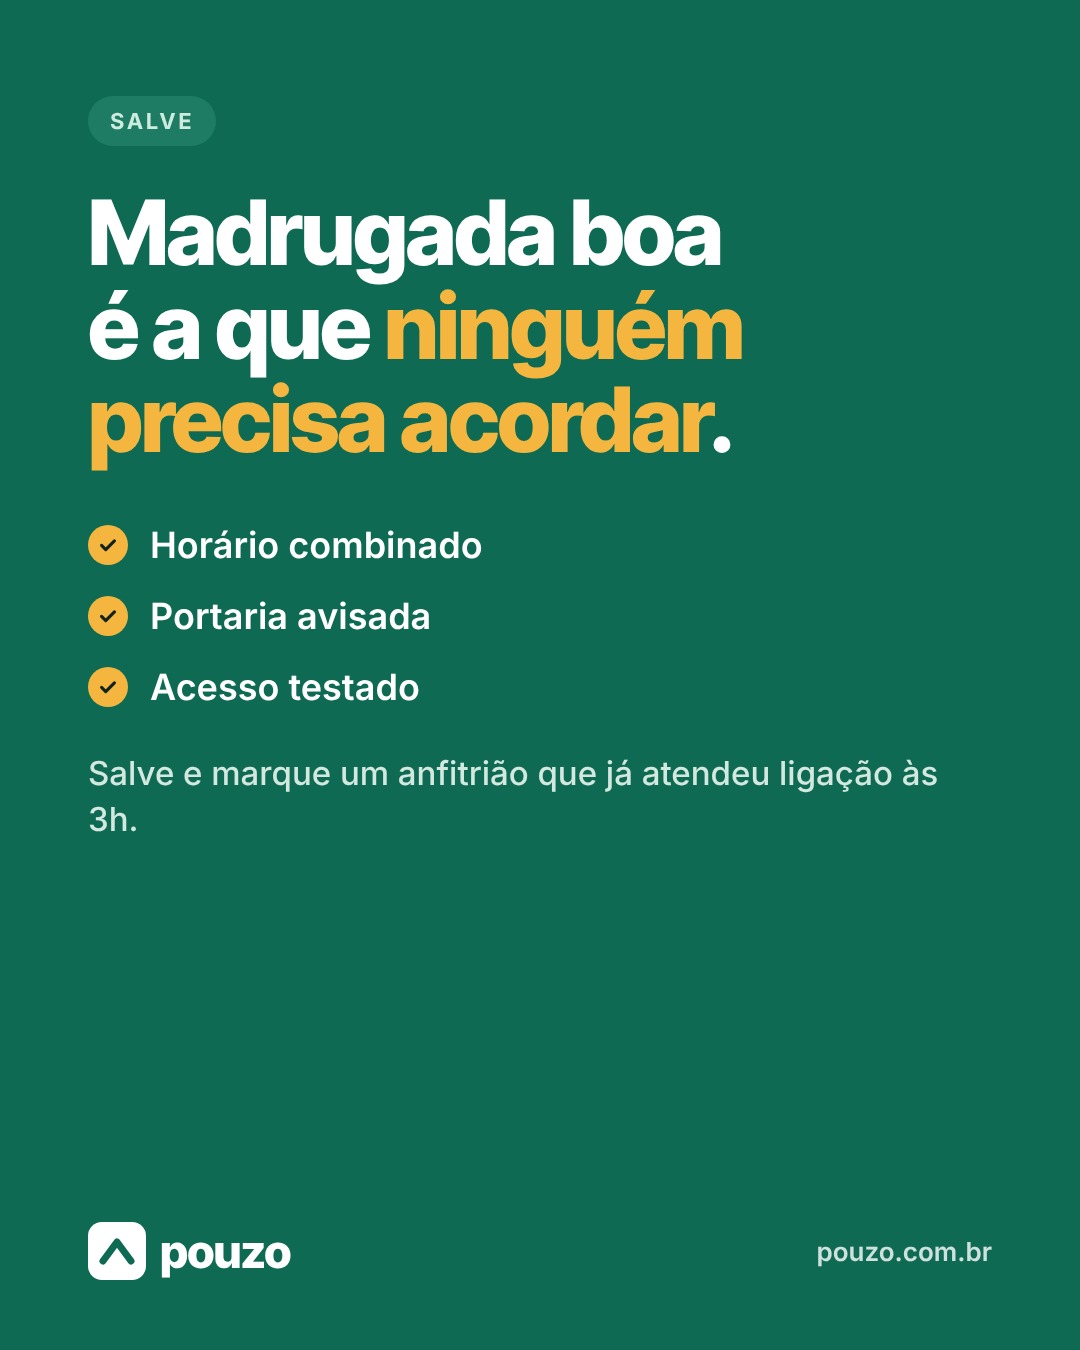 SALVE
Madrugada boa
é a que ninguém
precisa acordar.
Horário combinado
Portaria avisada
Acesso testado
Salve e marque um anfitrião que já atendeu ligação às
3h.
pouzo
pouzo.com.br